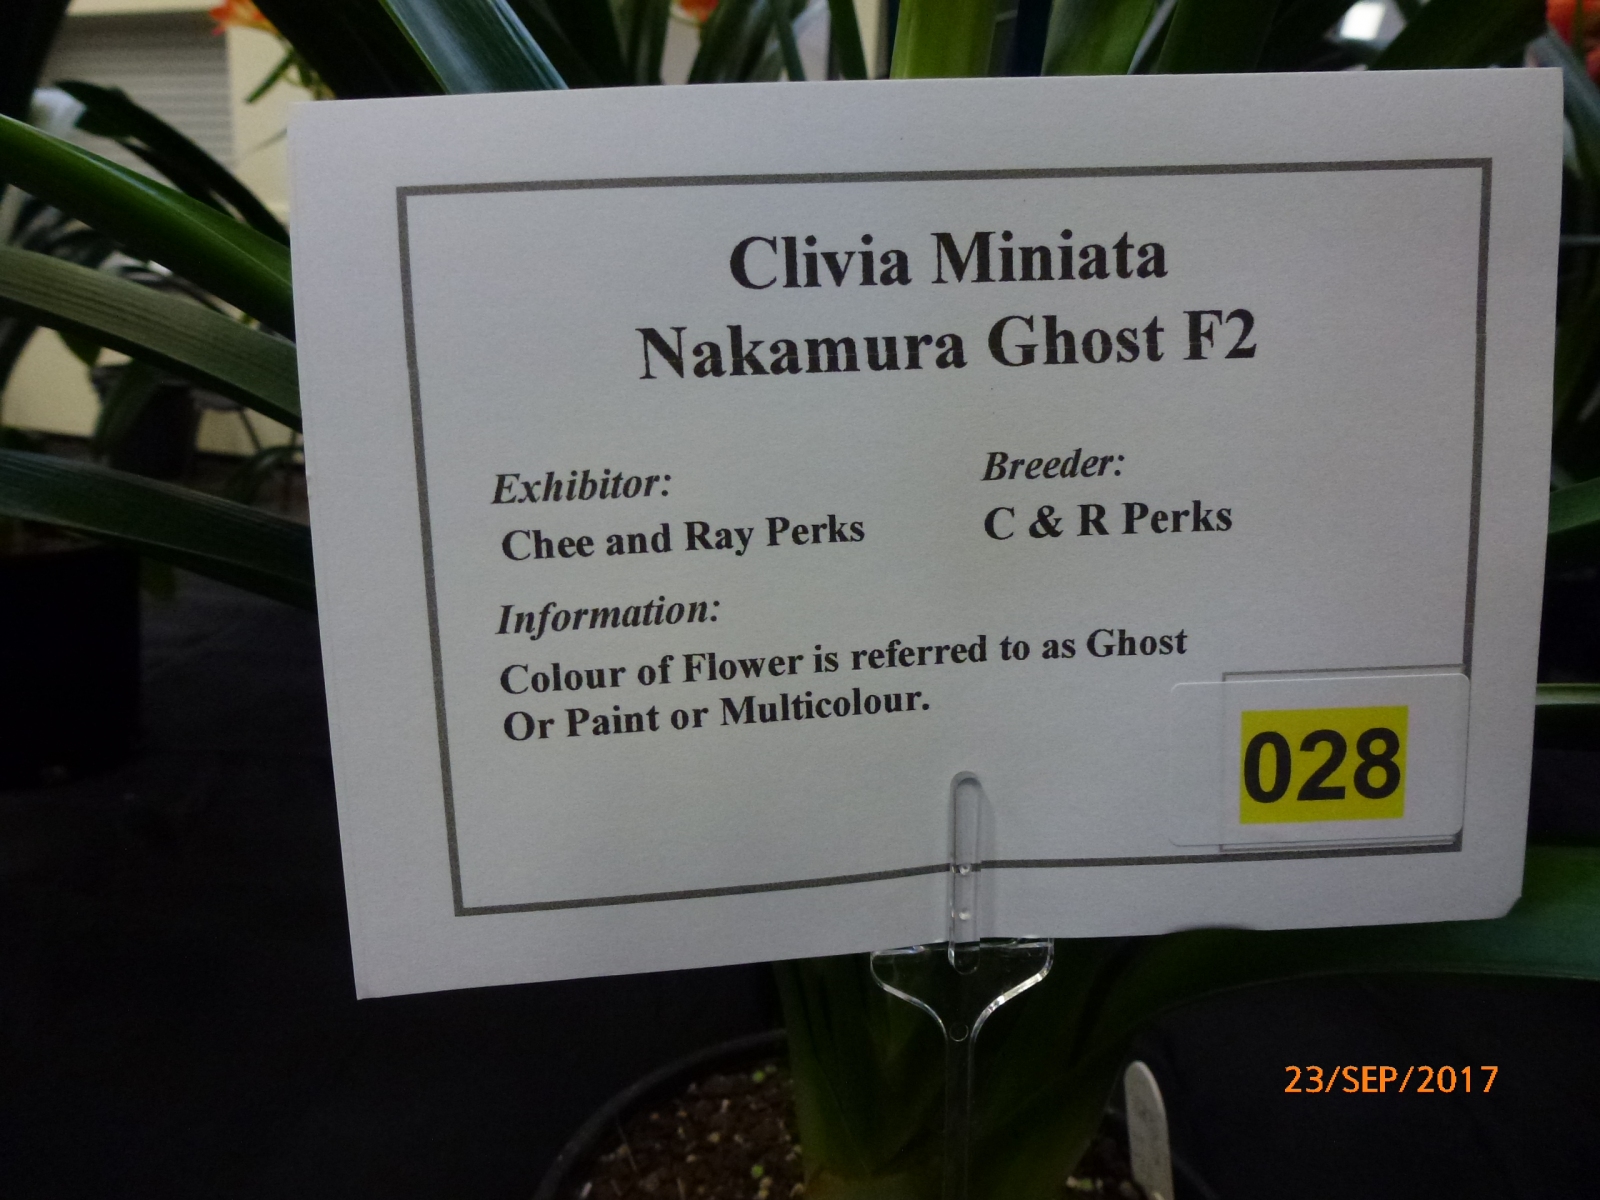 Clivia Miniata
Nakamura Ghost F2
Exhibitor:
Chee and Ray Perks
Breeder:
C & R Perks
Information:
Colour of Flower is referred to as Ghost
Or Paint or Multicolour.
028
23/SEP/2017